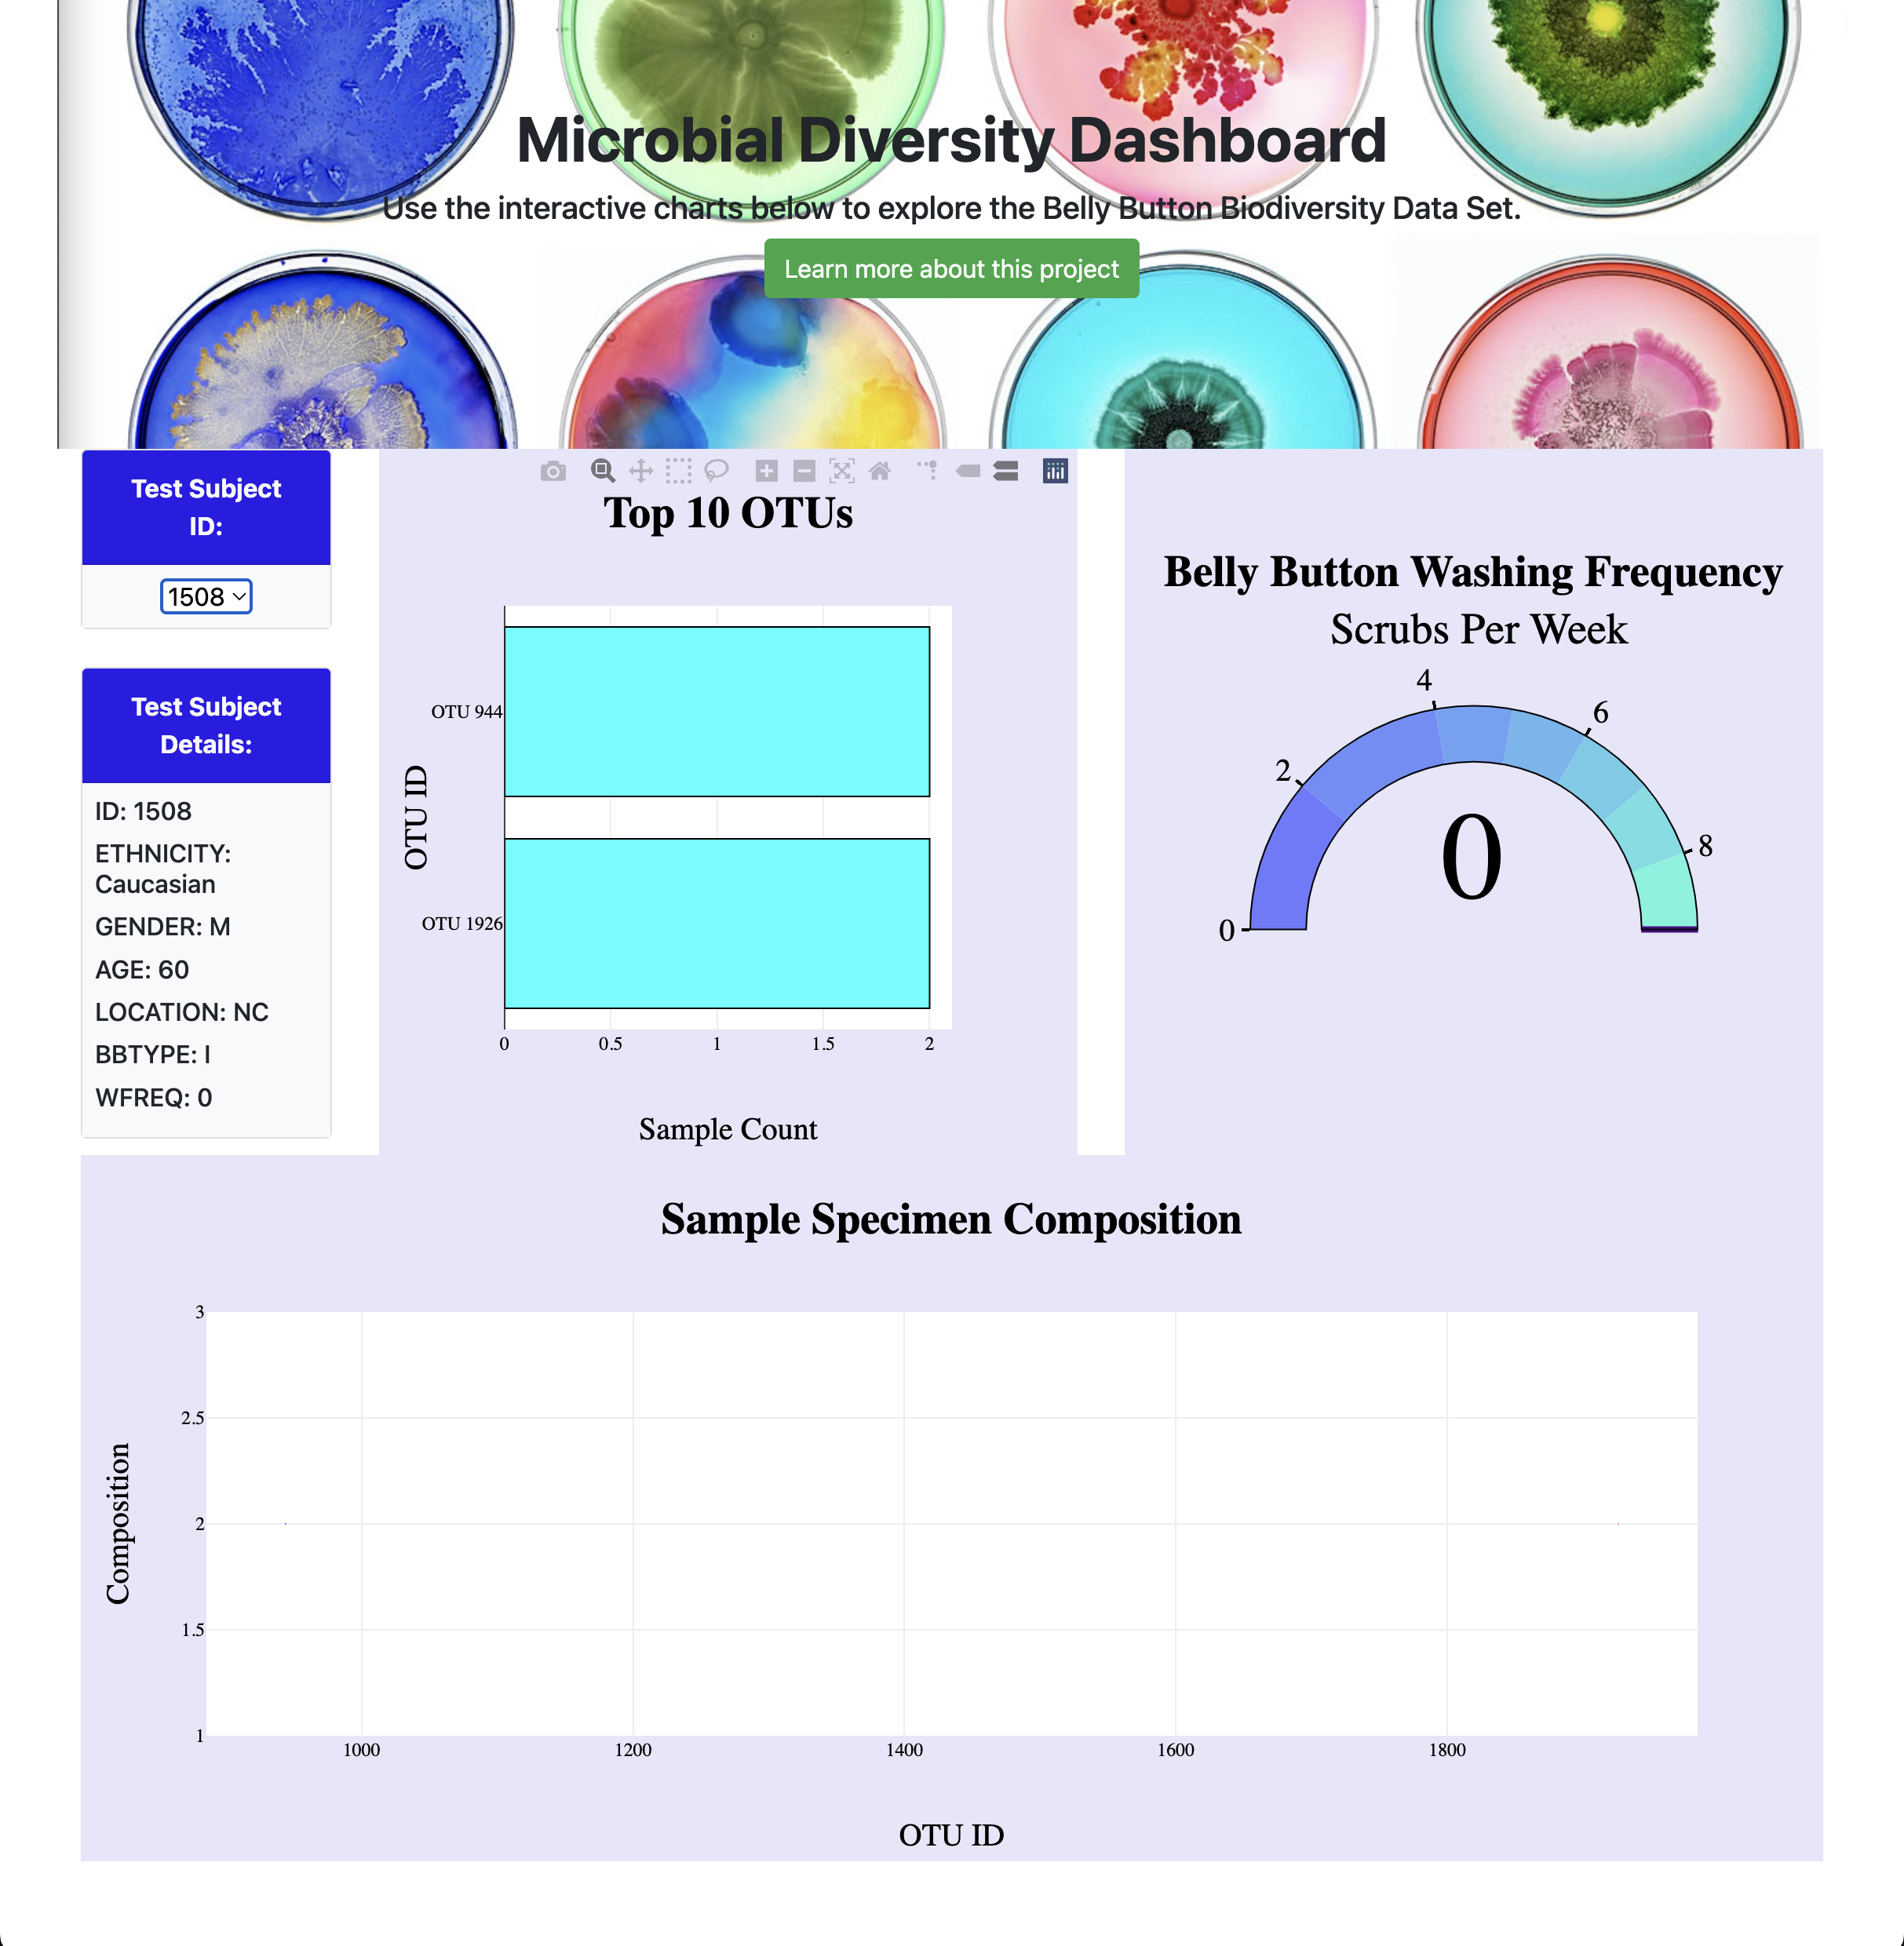 Microbial Diversity Dashboard
Use the interactive charts below to explore the Belly Button Biodiversity Data Set.
Learn more about this project
Test Subject
ID:
1508
Test Subject
Details:
ID: 1508
ETHNICITY:
Caucasian
GENDER: M
AGE: 60
LOCATION: NC
BBTYPE: I
WFREQ: 0
Top 10 OTUs
OTU ID
OTU 944
OTU 1926
0 0.5 1 1.5 2
Sample Count
Belly Button Washing Frequency
Scrubs Per Week
0
2
4
6
8
0
Sample Specimen Composition
Composition
3
2.5
2
1.5
1
1000 1200 1400 1600 1800
OTU ID